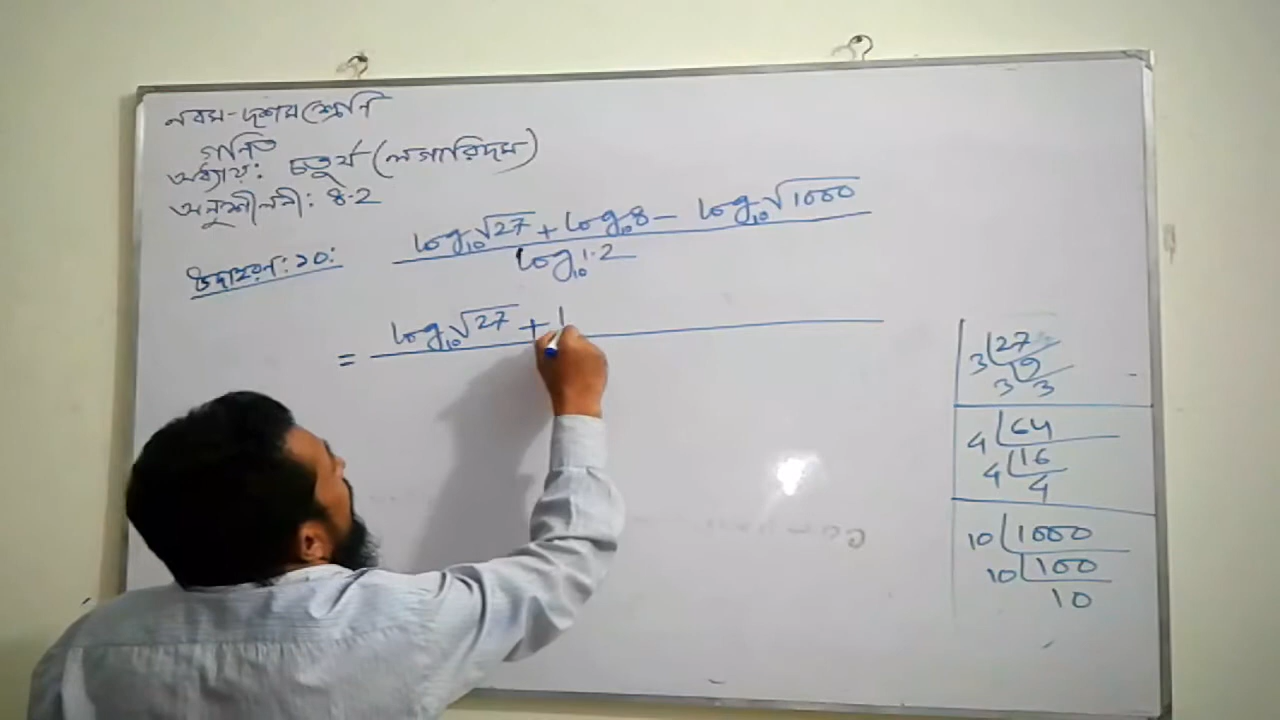 নবম-দশম শ্রেণি
গণিত
অধ্যায়: চতুর্থ (লগারিদম)
অনুশীলনী: ৪.2
উদাহরণ: ১০:
log₁₀√27 + log₁₀8 − log₁₀√1000
log₁₀1.2
= log₁₀√27 +
3 27
3 9
3
4 64
4 16
4
10 1000
10 100
10